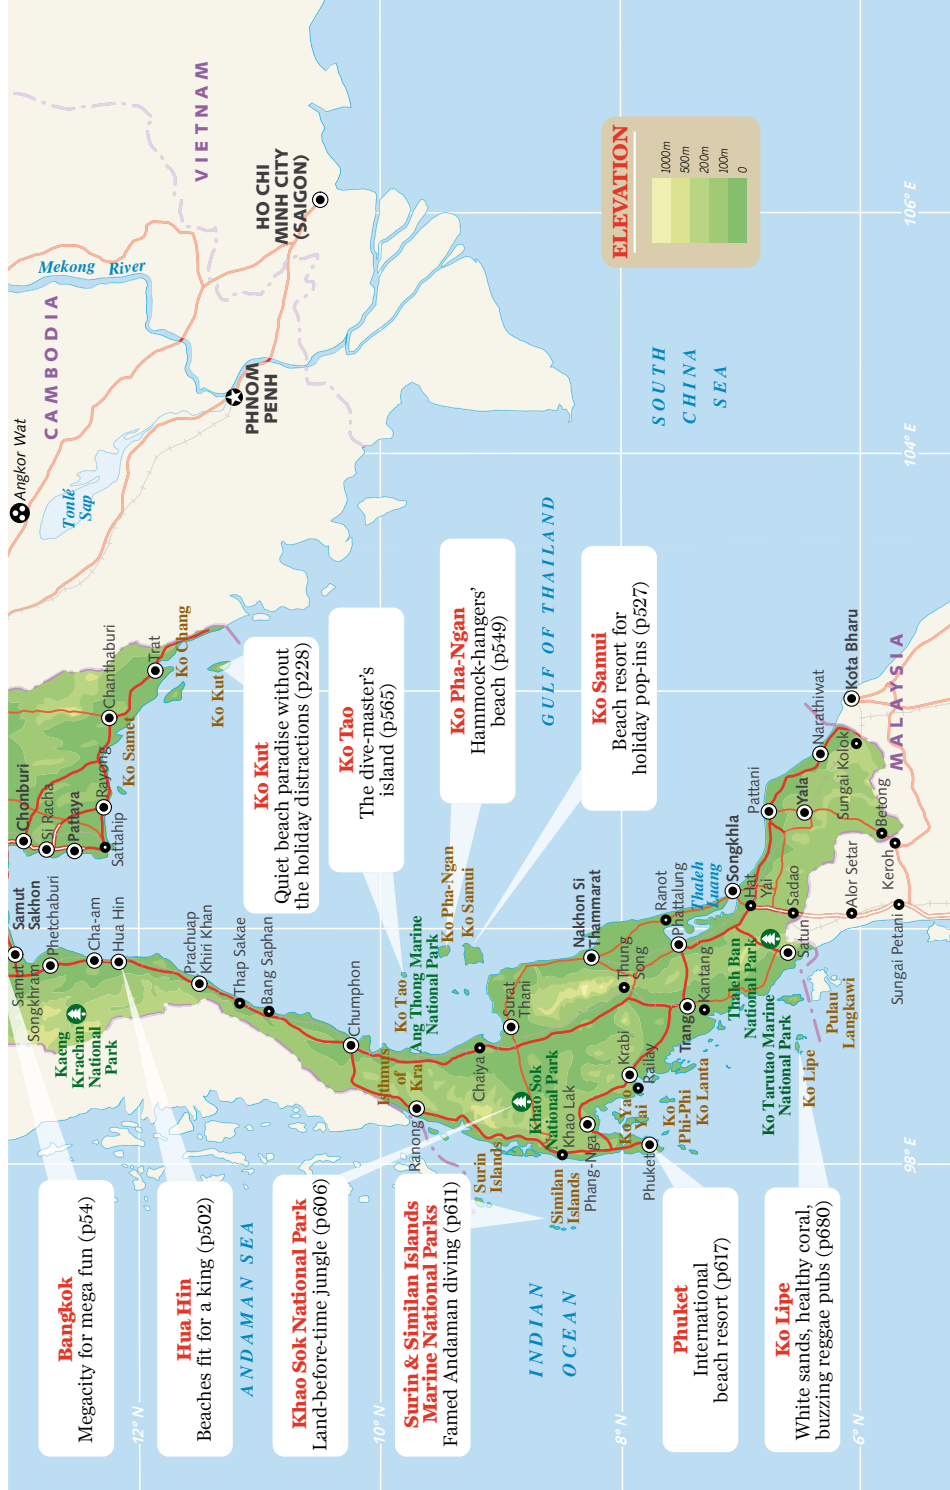 Bangkok
Megacity for mega fun (p54)
Hua Hin
Beaches fit for a king (p502)
Khao Sok National Park
Land-before-time jungle (p606)
Surin & Similan Islands
Marine National Parks
Famed Andaman diving (p611)
Phuket
International
beach resort (p617)
Ko Lipe
White sands, healthy coral,
buzzing reggae pubs (p680)
Ko Kut
Quiet beach paradise without
the holiday distractions (p228)
Ko Tao
The dive-master's
island (p565)
Ko Pha-Ngan
Hammock-hangers'
beach (p549)
Ko Samui
Beach resort for
holiday pop-ins (p527)
ELEVATION
1000m
500m
200m
100m
0
VIETNAM
CAMBODIA
MALAYSIA
Mekong River
Tonlé
Sap
Angkor Wat
PHNOM
PENH
HO CHI
MINH CITY
(SAIGON)
SOUTH
CHINA
SEA
GULF OF THAILAND
ANDAMAN SEA
INDIAN
OCEAN
12° N
10° N
8° N
6° N
98° E
104° E
106° E
Chonburi
Si Racha
Pattaya
Rayong
Sattahip
Chanthaburi
Trat
Ko Chang
Ko Kut
Ko Samet
Samut
Sakhon
Samut
Songkhram
Phetchaburi
Cha-am
Hua Hin
Kaeng
Krachan
National
Park
Prachuap
Khiri Khan
Thap Sakae
Bang Saphan
Chumphon
Isthmus
of
Kra
Ranong
Ko Tao
Ang Thong Marine
National Park
Ko Pha-Ngan
Ko Samui
Chaiya
Surat
Thani
Khao Sok
National Park
Surin
Islands
Similan
Islands
Khao Lak
Phang-Nga
Phuket
Ko Yao
Yai
Krabi
Railay
Ko
Phi-Phi
Ko Lanta
Nakhon Si
Thammarat
Thung
Song
Ranot
Phattalung
Thaleh
Luang
Trang
Kantang
Songkhla
Hat
Yai
Sadao
Thaleh Ban
National Park
Satun
Ko Tarutao Marine
National Park
Ko Lipe
Pulau
Langkawi
Pattani
Yala
Narathiwat
Sungai Kolok
Betong
Keroh
Kota Bharu
Alor Setar
Sungai Petani